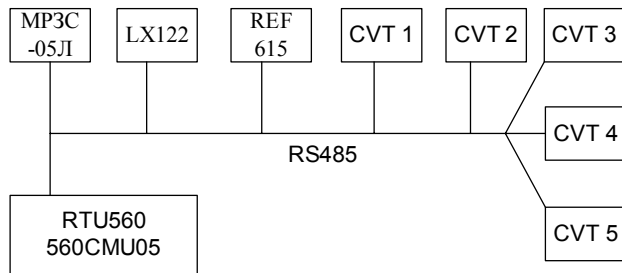 МРЗС
-05Л
LX122
REF
615
CVT 1
CVT 2
CVT 3
CVT 4
RS485
RTU560
560CMU05
CVT 5